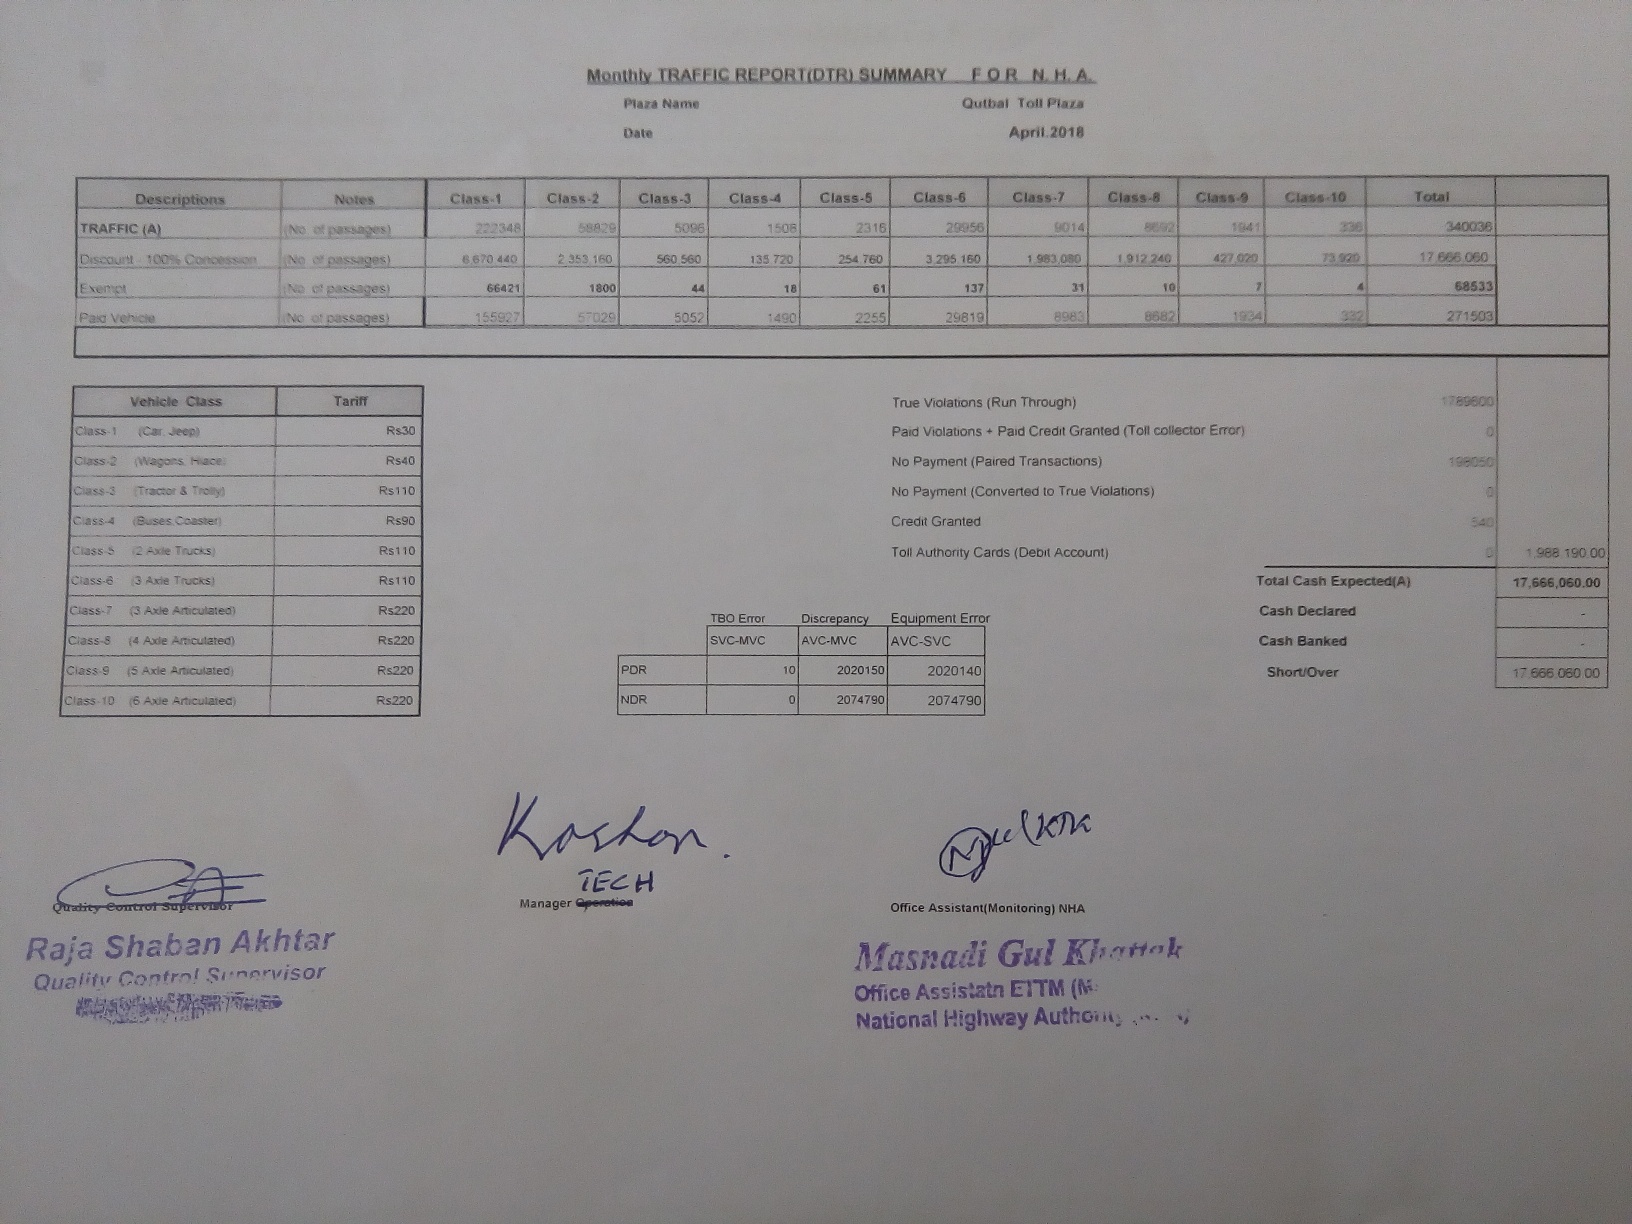 Monthly TRAFFIC REPORT(DTR) SUMMARY F O R N. H. A.
Plaza Name Qutbal Toll Plaza
Date April.2018
Descriptions Notes Class-1 Class-2 Class-3 Class-4 Class-5 Class-6 Class-7 Class-8 Class-9 Class-10 Total
TRAFFIC (A) (No. of passages) 222348 58829 5096 1508 2316 29956 9014 8692 1941 336 340036
Discount - 100% Concession (No. of passages) 6,670,440 2,353,160 560,560 135,720 254,760 3,295,160 1,983,080 1,912,240 427,020 73,920 17,666,060
Exempt (No. of passages) 66421 1800 44 18 61 137 31 10 7 4 68533
Paid Vehicle (No. of passages) 155927 57029 5052 1490 2255 29819 8983 8682 1934 332 271503
Vehicle Class Tariff
Class-1 (Car, Jeep) Rs30
Class-2 (Wagons, Hiace) Rs40
Class-3 (Tractor & Trolly) Rs110
Class-4 (Buses,Coaster) Rs90
Class-5 (2 Axle Trucks) Rs110
Class-6 (3 Axle Trucks) Rs110
Class-7 (3 Axle Articulated) Rs220
Class-8 (4 Axle Articulated) Rs220
Class-9 (5 Axle Articulated) Rs220
Class-10 (6 Axle Articulated) Rs220
True Violations (Run Through) 1789600
Paid Violations + Paid Credit Granted (Toll collector Error) 0
No Payment (Paired Transactions) 198050
No Payment (Converted to True Violations) 0
Credit Granted 540
Toll Authority Cards (Debit Account) 0 1,988,190.00
Total Cash Expected(A) 17,666,060.00
Cash Declared -
Cash Banked -
Short/Over 17,666,060.00
TBO Error Discrepancy Equipment Error
SVC-MVC AVC-MVC AVC-SVC
PDR 10 2020150 2020140
NDR 0 2074790 2074790
Quality Control Supervisor
Raja Shaban Akhtar
Quality Control Supervisor
TECH
Manager Operation
Office Assistant(Monitoring) NHA
Masnadi Gul Khattak
Office Assistatn ETTM
National Highway Authority